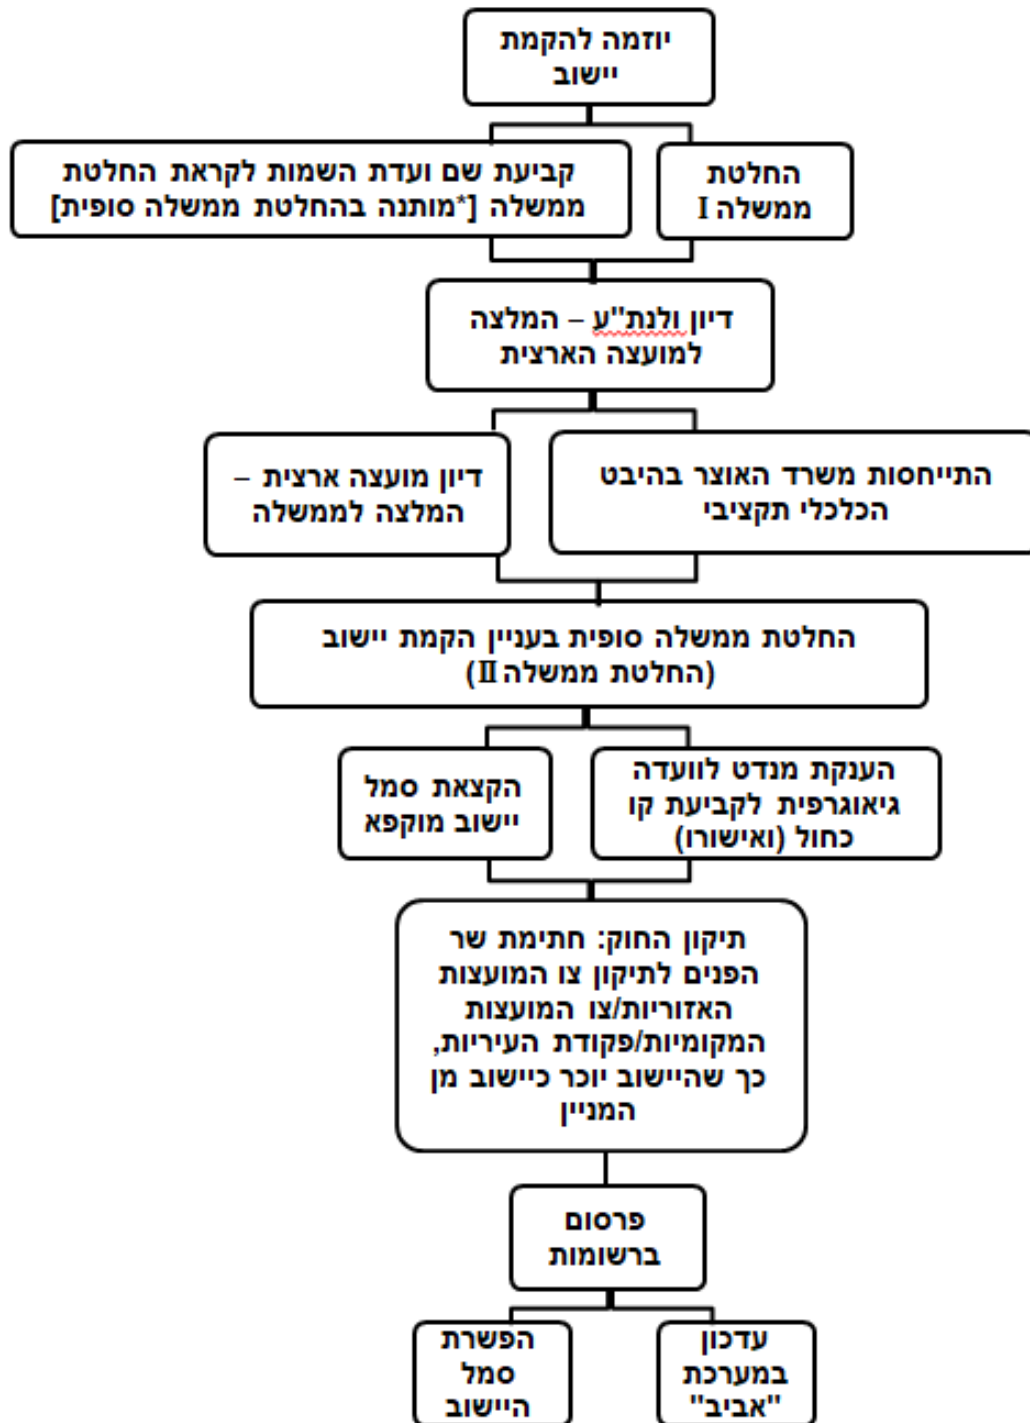 יוזמה להקמת
יישוב
החלטת
ממשלה I
קביעת שם ועדת השמות לקראת החלטת
ממשלה [*מותנה בהחלטת ממשלה סופית]
דיון ולנת"ע – המלצה
למועצה הארצית
התייחסות משרד האוצר בהיבט
הכלכלי תקציבי
דיון מועצה ארצית –
המלצה לממשלה
החלטת ממשלה סופית בעניין הקמת יישוב
(החלטת ממשלה II)
הענקת מנדט לוועדה
גיאוגרפית לקביעת קו
כחול (ואישורו)
הקצאת סמל
יישוב מוקפא
תיקון החוק: חתימת שר
הפנים לתיקון צו המועצות
האזוריות/צו המועצות
המקומיות/פקודת העיריות,
כך שהיישוב יוכר כיישוב מן
המניין
פרסום
ברשומות
עדכון
במערכת
"אביב"
הפשרת
סמל
היישוב